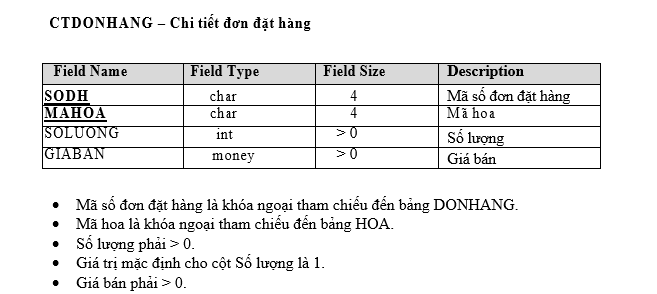 CTDONHANG – Chi tiết đơn đặt hàng
Field Name Field Type Field Size Description
SODH char 4 Mã số đơn đặt hàng
MAHOA char 4 Mã hoa
SOLUONG int > 0 Số lượng
GIABAN money > 0 Giá bán
• Mã số đơn đặt hàng là khóa ngoại tham chiếu đến bảng DONHANG.
• Mã hoa là khóa ngoại tham chiếu đến bảng HOA.
• Số lượng phải > 0.
• Giá trị mặc định cho cột Số lượng là 1.
• Giá bán phải > 0.